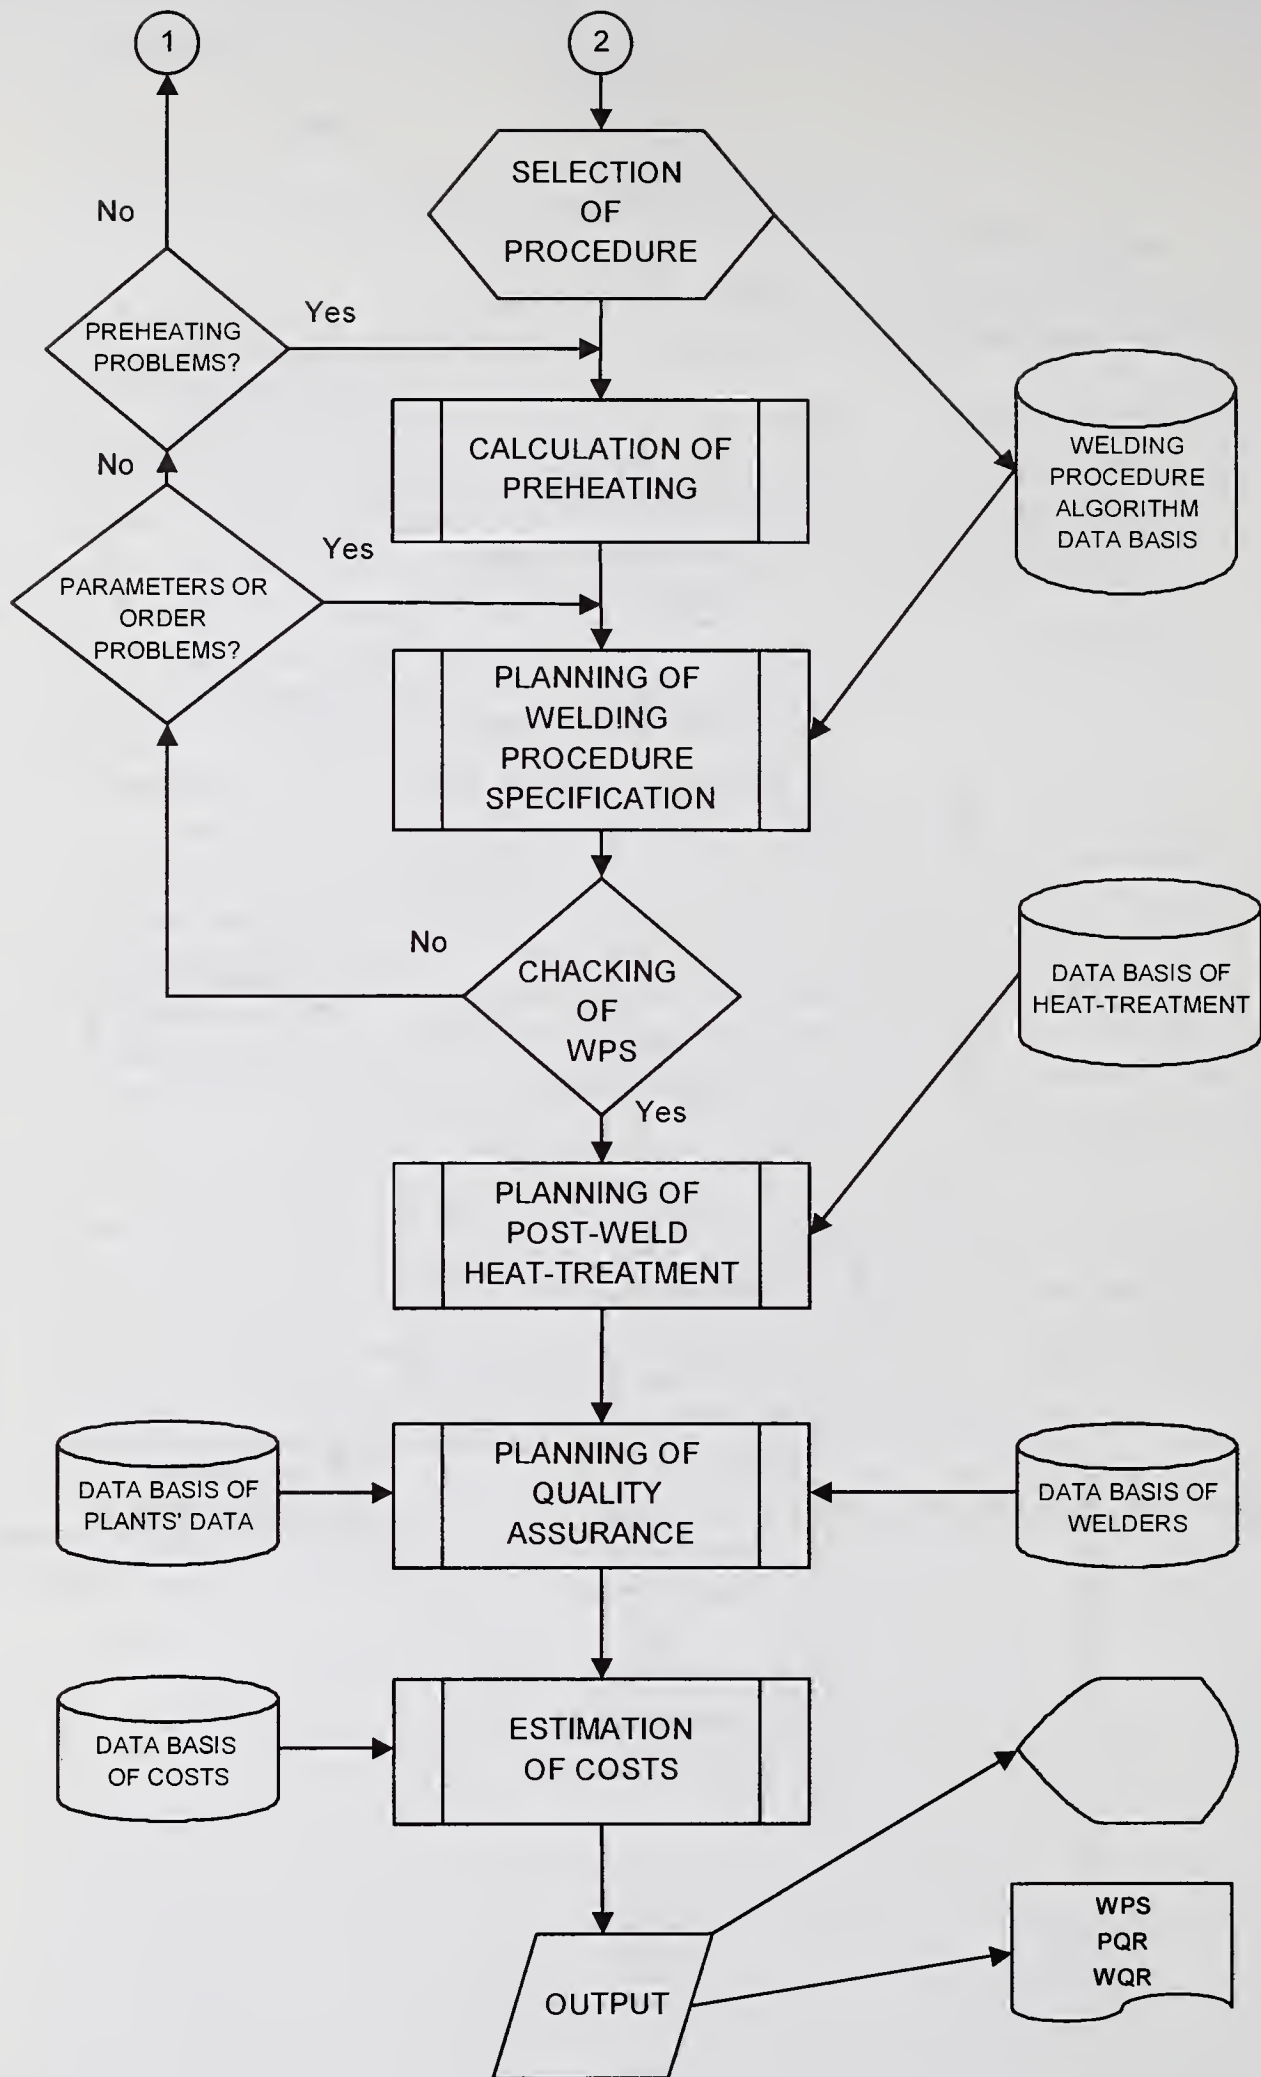 1
2
SELECTION
OF
PROCEDURE
No
Yes
PREHEATING
PROBLEMS?
CALCULATION OF
PREHEATING
WELDING
PROCEDURE
ALGORITHM
DATA BASIS
No
Yes
PARAMETERS OR
ORDER
PROBLEMS?
PLANNING OF
WELDING
PROCEDURE
SPECIFICATION
No
CHACKING
OF
WPS
DATA BASIS OF
HEAT-TREATMENT
Yes
PLANNING OF
POST-WELD
HEAT-TREATMENT
DATA BASIS OF
PLANTS' DATA
PLANNING OF
QUALITY
ASSURANCE
DATA BASIS OF
WELDERS
DATA BASIS
OF COSTS
ESTIMATION
OF COSTS
OUTPUT
WPS
PQR
WQR